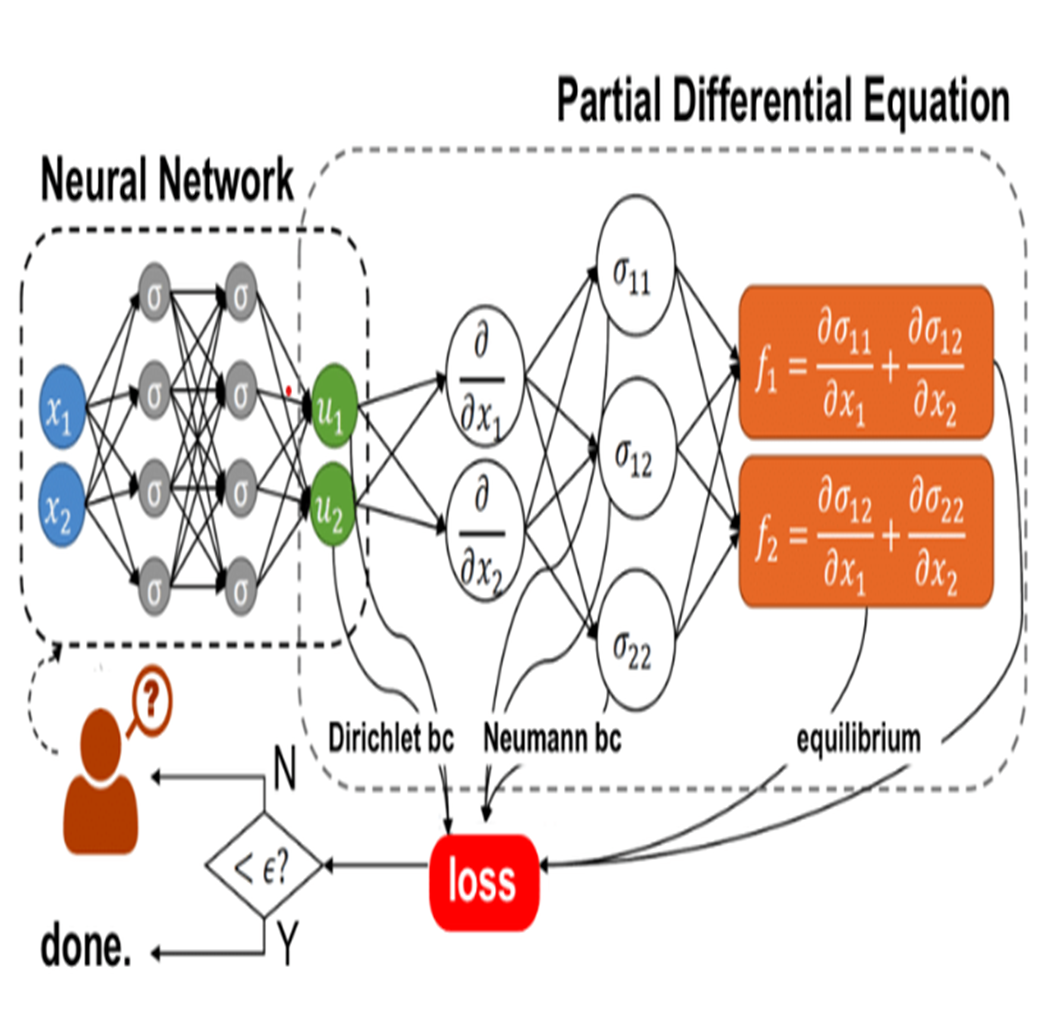 Partial Differential Equation
Neural Network
x₁
x₂
σ σ
σ σ
σ σ
σ σ
u₁
u₂
∂/∂x₁
∂/∂x₂
σ₁₁
σ₁₂
σ₂₂
f₁ = ∂σ₁₁/∂x₁ + ∂σ₁₂/∂x₂
f₂ = ∂σ₁₂/∂x₁ + ∂σ₂₂/∂x₂
Dirichlet bc
Neumann bc
equilibrium
?
N
< ϵ?
loss
Y
done.